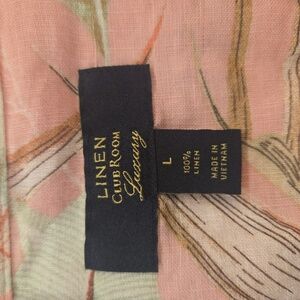 LINEN
CLUB ROOM
Luxury
L
100%
LINEN
MADE IN
VIETNAM